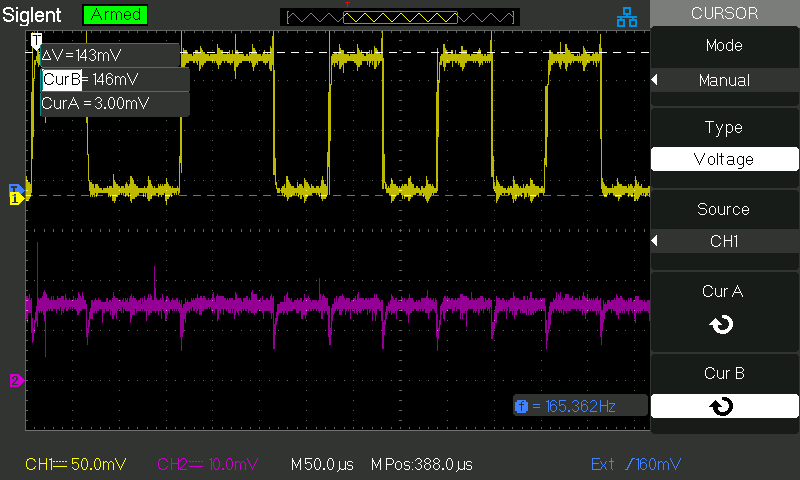 Siglent Armed CURSOR
T
ΔV=143mV
CurB=146mV
CurA=3.00mV
Mode
Manual
Type
Voltage
Source
CH1
Cur A
Cur B
T
1
2
f = 165.362Hz
CH1 50.0mV CH2 10.0mV M 50.0µs M Pos:388.0µs Ext 160mV